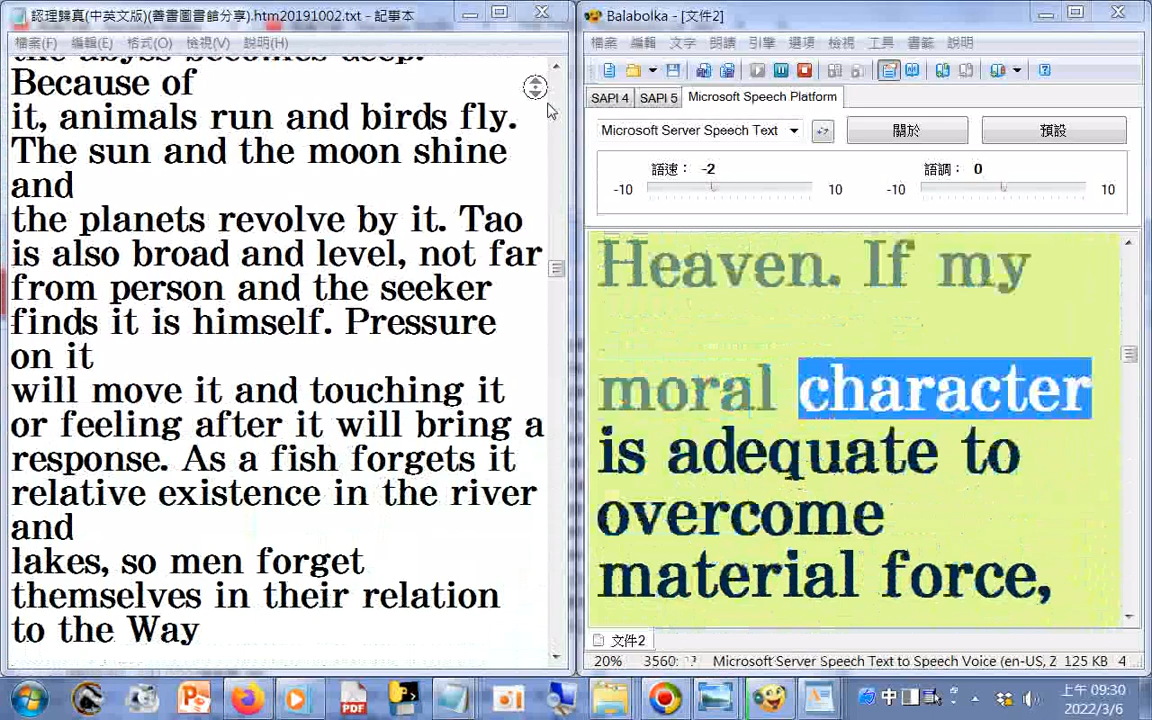 認理歸真(中英文版)(善書圖書館分享).htm20191002.txt - 記事本
檔案(F) 編輯(E) 格式(O) 檢視(V) 說明(H)
the abyss becomes deep.
Because of
it, animals run and birds fly.
The sun and the moon shine
and
the planets revolve by it. Tao
is also broad and level, not far
from person and the seeker
finds it is himself. Pressure
on it
will move it and touching it
or feeling after it will bring a
response. As a fish forgets it
relative existence in the river
and
lakes, so men forget
themselves in their relation
to the Way
Balabolka - [文件2]
檔案 編輯 文字 朗讀 引擎 選項 檢視 工具 書籤 說明
SAPI 4 SAPI 5 Microsoft Speech Platform
Microsoft Server Speech Text 關於 預設
語速： -2 語調： 0
-10 10 -10 10
Heaven. If my
moral character
is adequate to
overcome
material force,
文件2
20% 3560: Microsoft Server Speech Text to Speech Voice (en-US, Z 125 KB 4
PDF 中 上午 09:30
2022/3/6